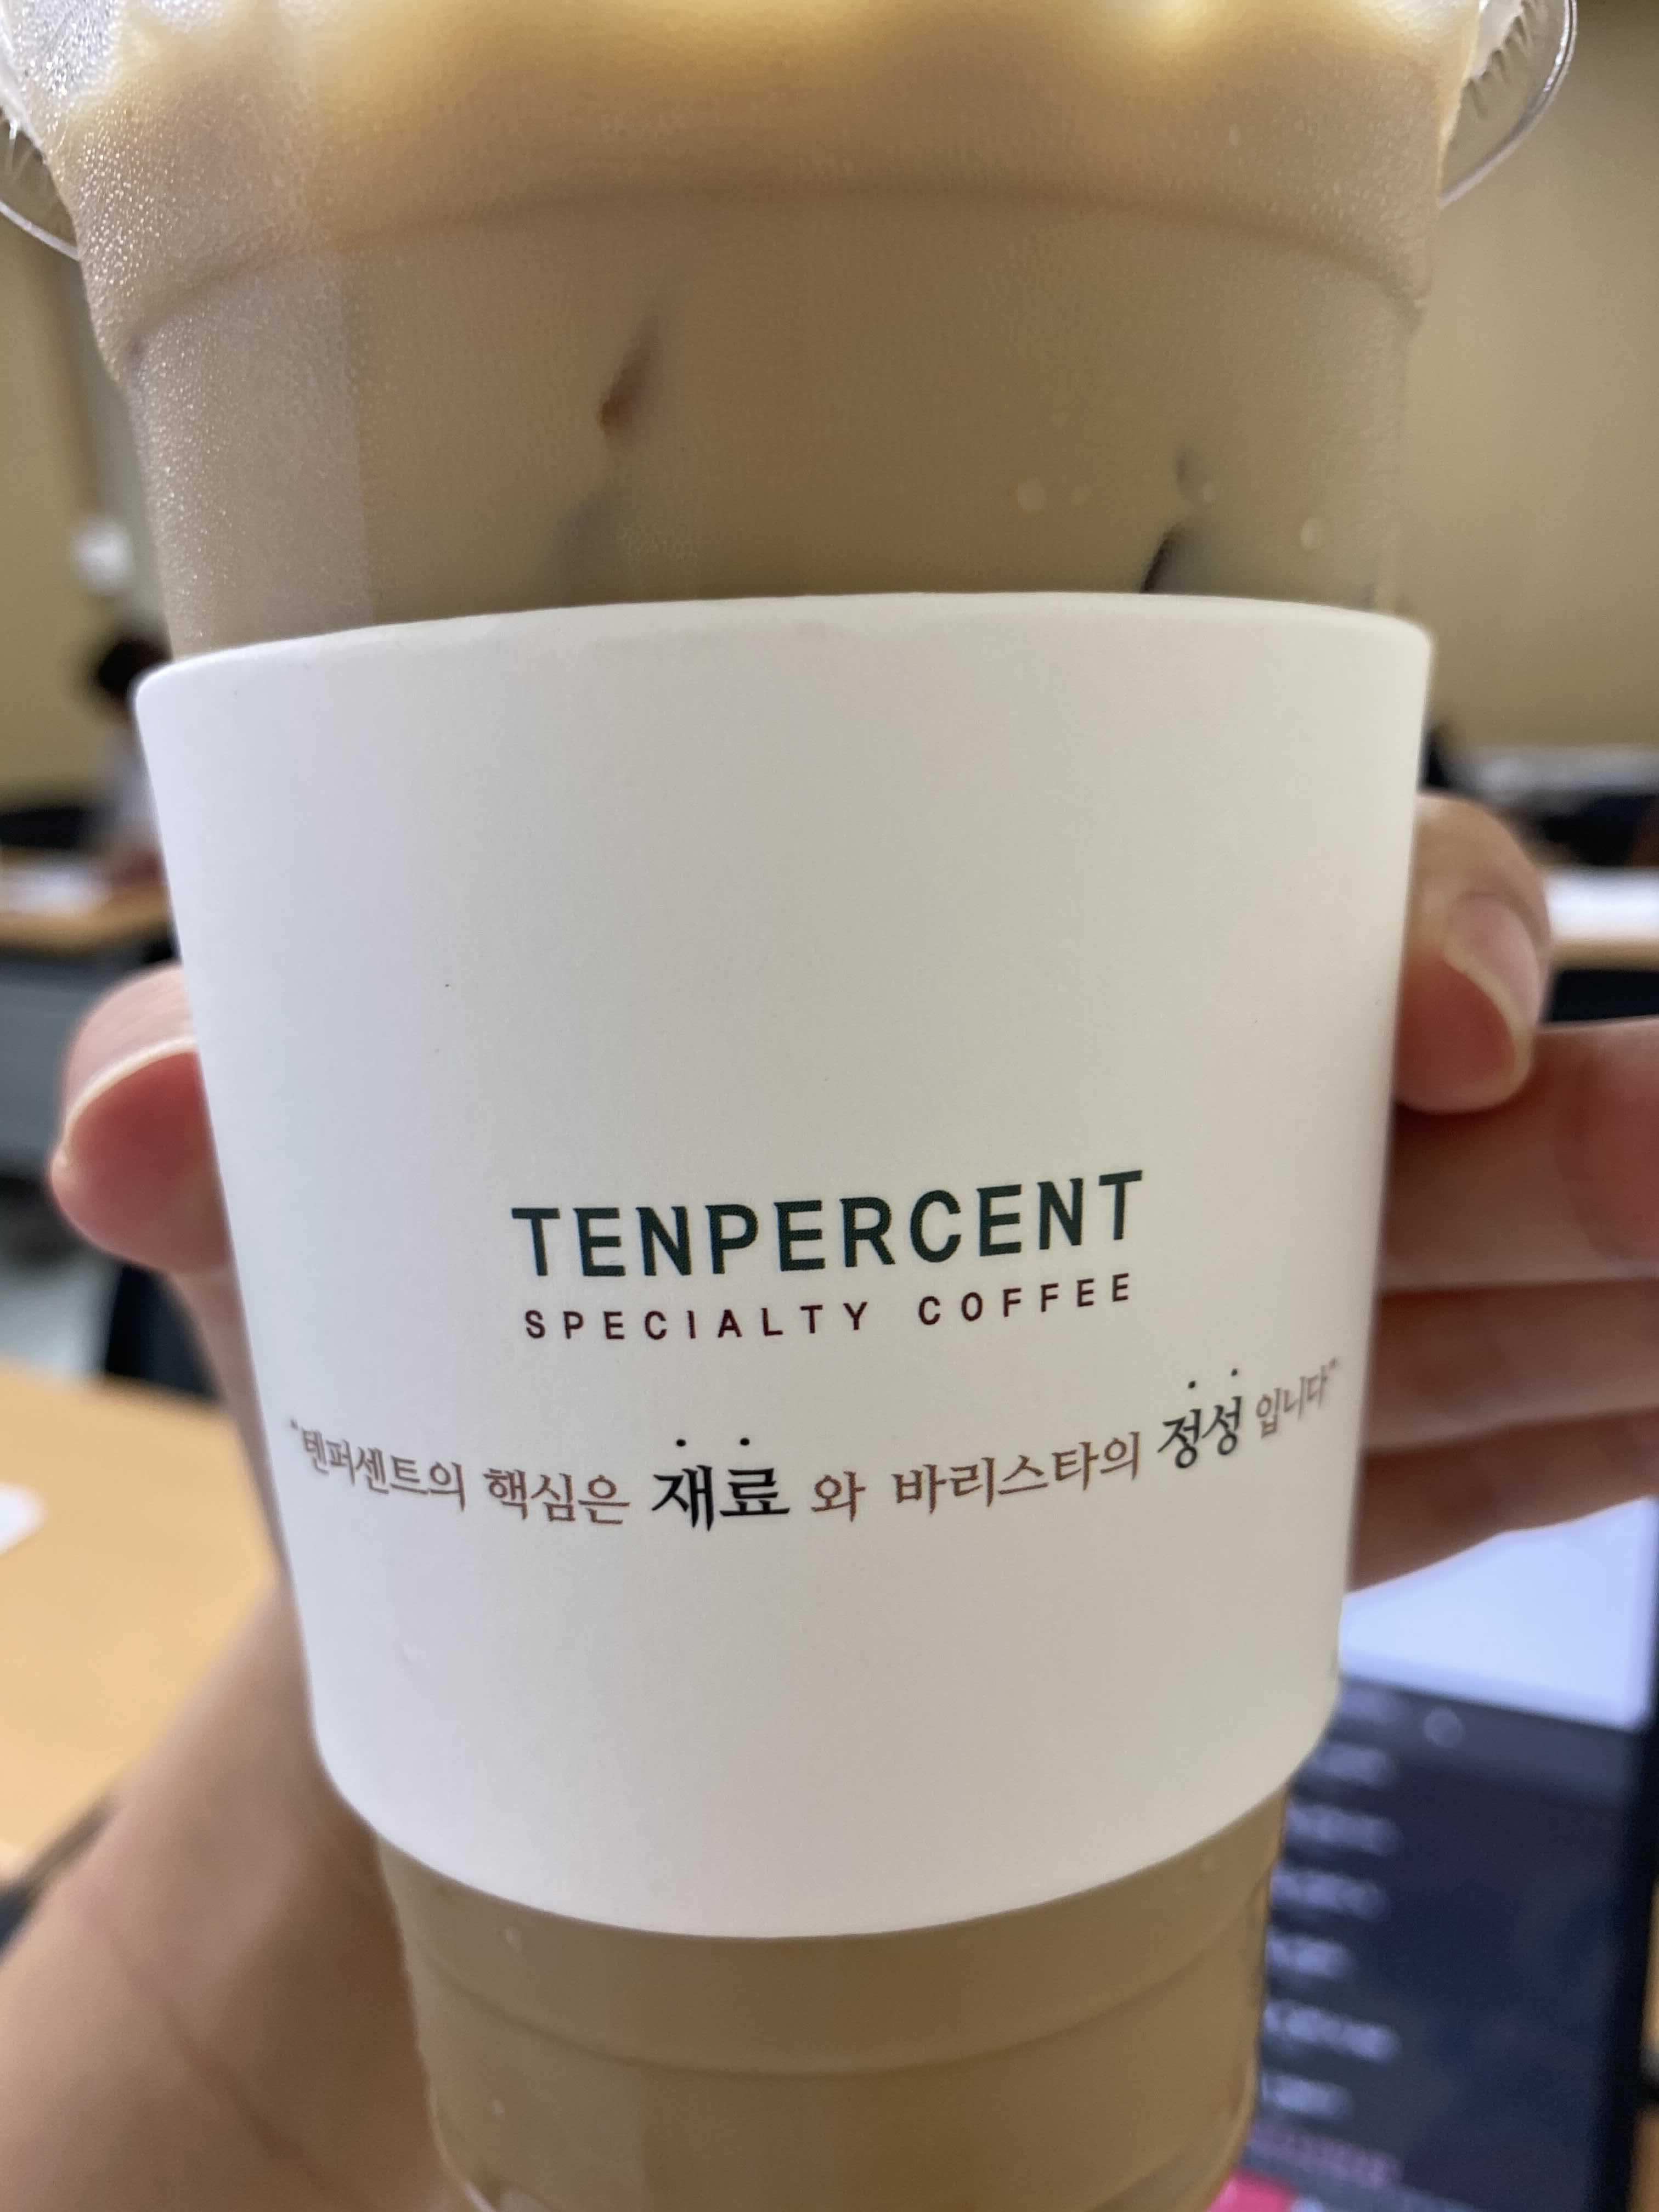 TENPERCENT
SPECIALTY COFFEE
"텐퍼센트의 핵심은 재료 와 바리스타의 정성 입니다"